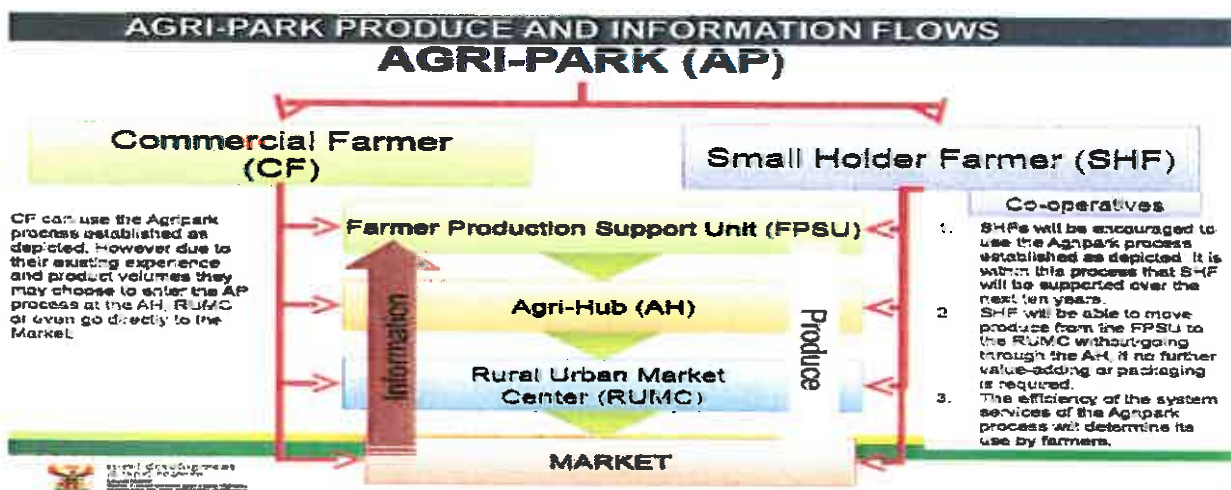 AGRI-PARK PRODUCE AND INFORMATION FLOWS
AGRI-PARK (AP)
Commercial Farmer
(CF)
Small Holder Farmer (SHF)
CF can use the Agripark
process established as
depicted. However due to
their existing experience
and product volumes they
may choose to enter the AP
process at the AH, RUMC
or even go directly to the
Market.
Farmer Production Support Unit (FPSU)
Agri-Hub (AH)
Rural Urban Market
Center (RUMC)
MARKET
Information
Produce
Co-operatives
1. SHFs will be encouraged to
use the Agripark process
established as depicted. It is
within this process that SHF
will be supported over the
next ten years.
2 SHF will be able to move
produce from the FPSU to
the RUMC without going
through the AH, if no further
value-adding or packaging
is required.
3. The efficiency of the system
services of the Agripark
process will determine its
use by farmers.
rural development